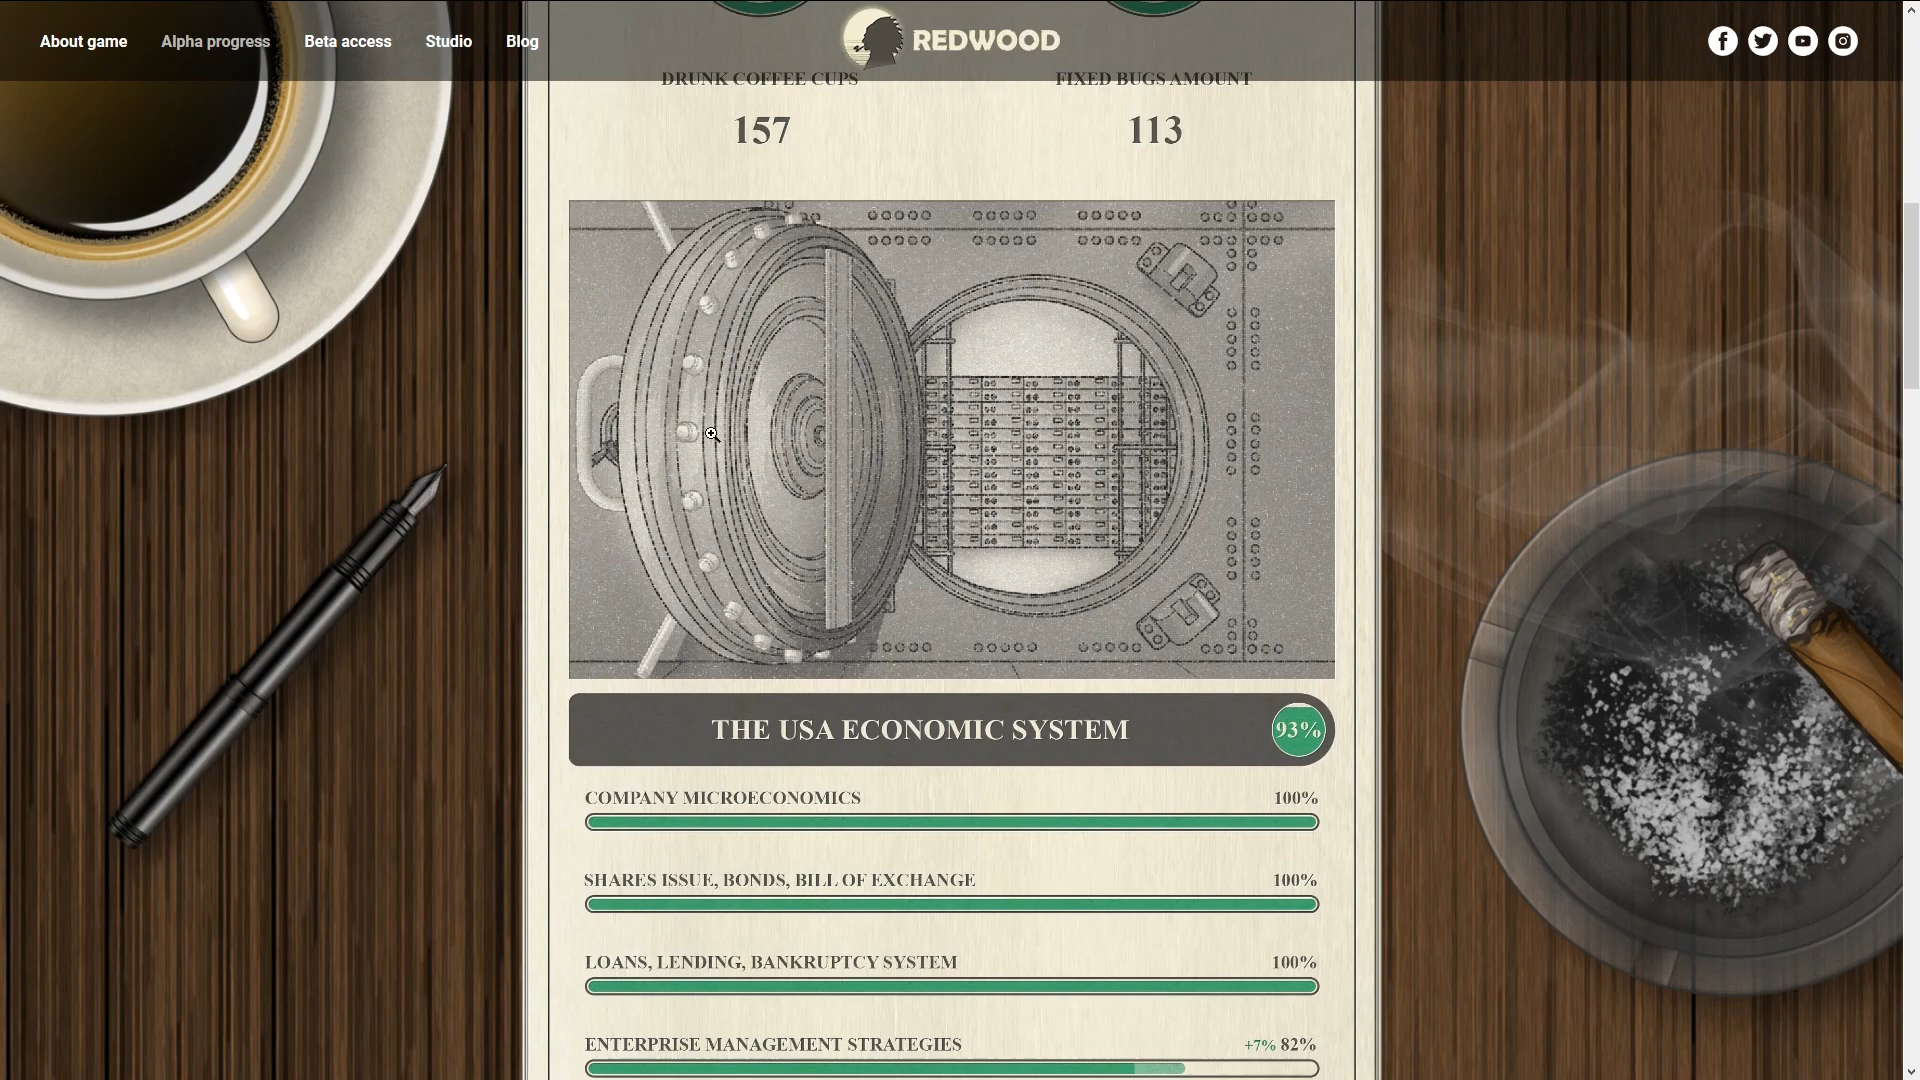 About game Alpha progress Beta access Studio Blog REDWOOD
DRUNK COFFEE CUPS FIXED BUGS AMOUNT
157 113
THE USA ECONOMIC SYSTEM 93%
COMPANY MICROECONOMICS 100%
SHARES ISSUE, BONDS, BILL OF EXCHANGE 100%
LOANS, LENDING, BANKRUPTCY SYSTEM 100%
ENTERPRISE MANAGEMENT STRATEGIES +7% 82%